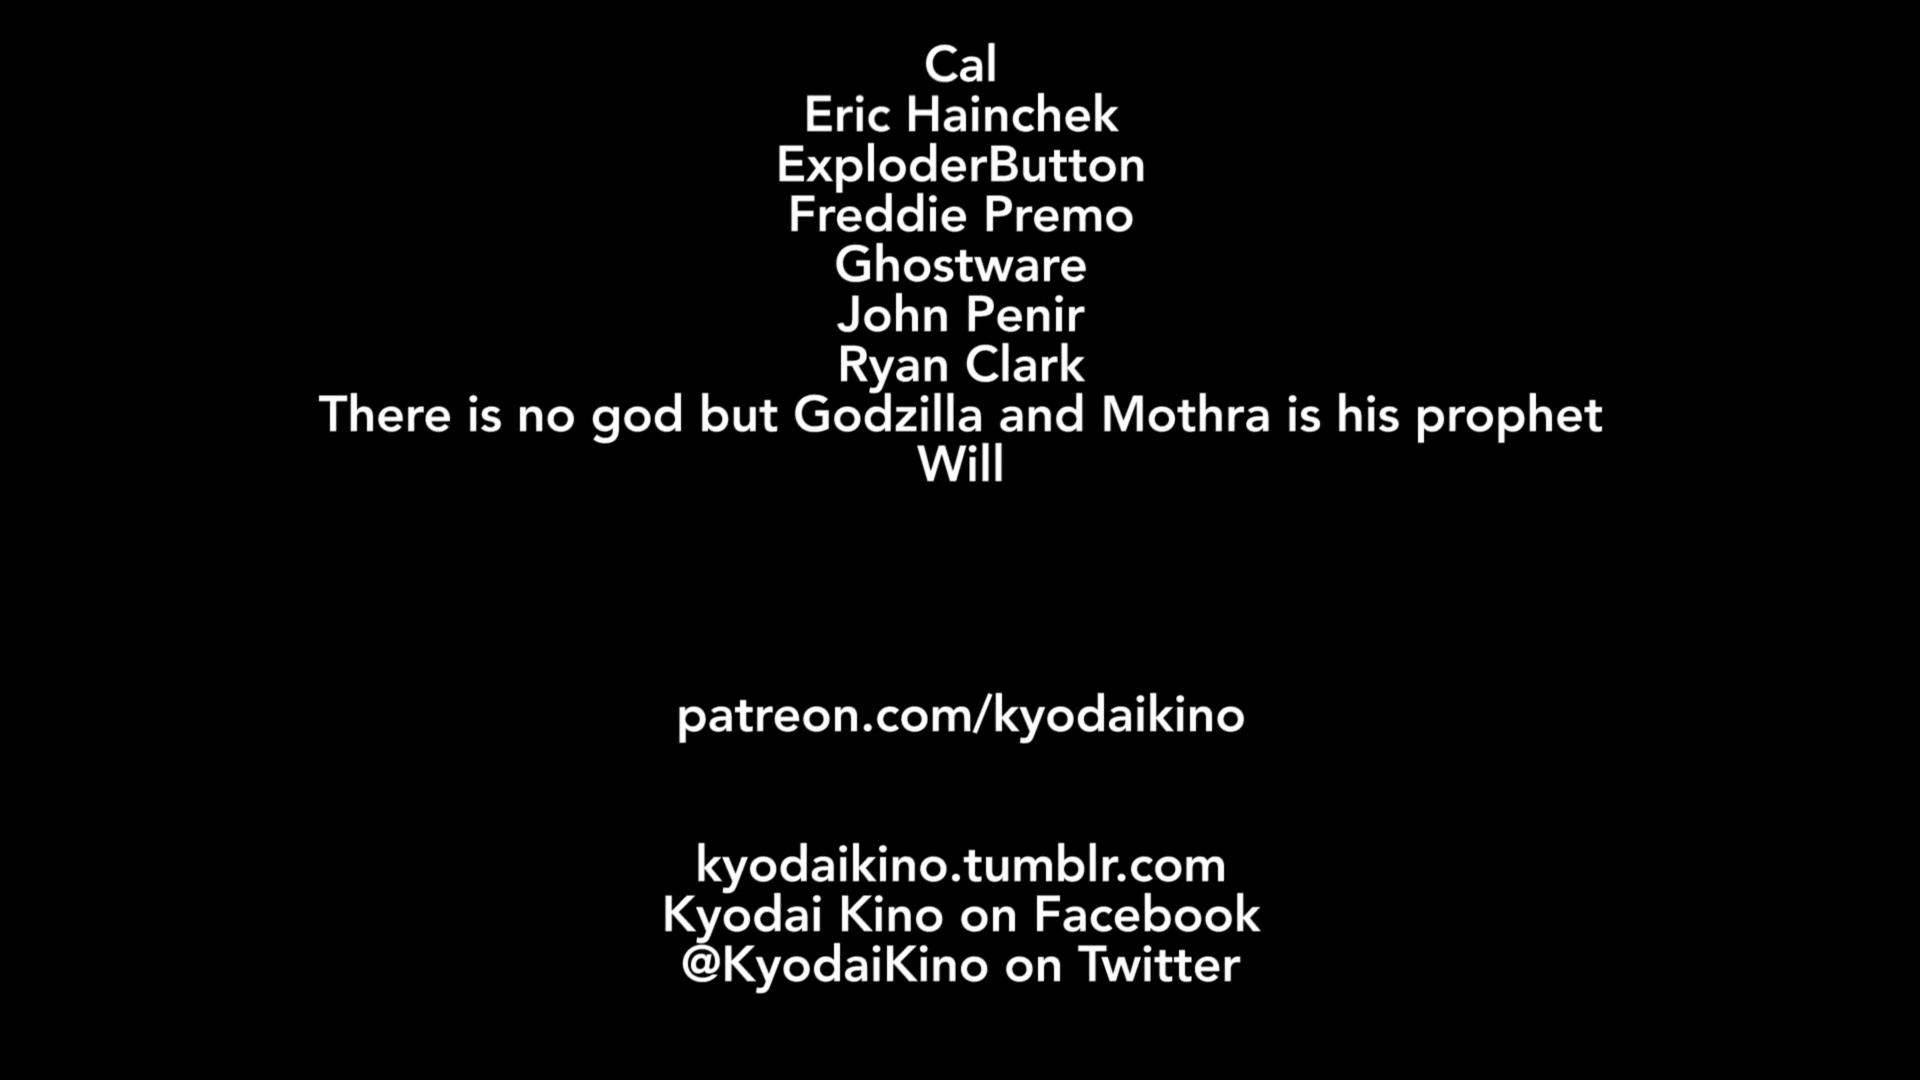 Cal
Eric Hainchek
ExploderButton
Freddie Premo
Ghostware
John Penir
Ryan Clark
There is no god but Godzilla and Mothra is his prophet
Will
patreon.com/kyodaikino
kyodaikino.tumblr.com
Kyodai Kino on Facebook
@KyodaiKino on Twitter